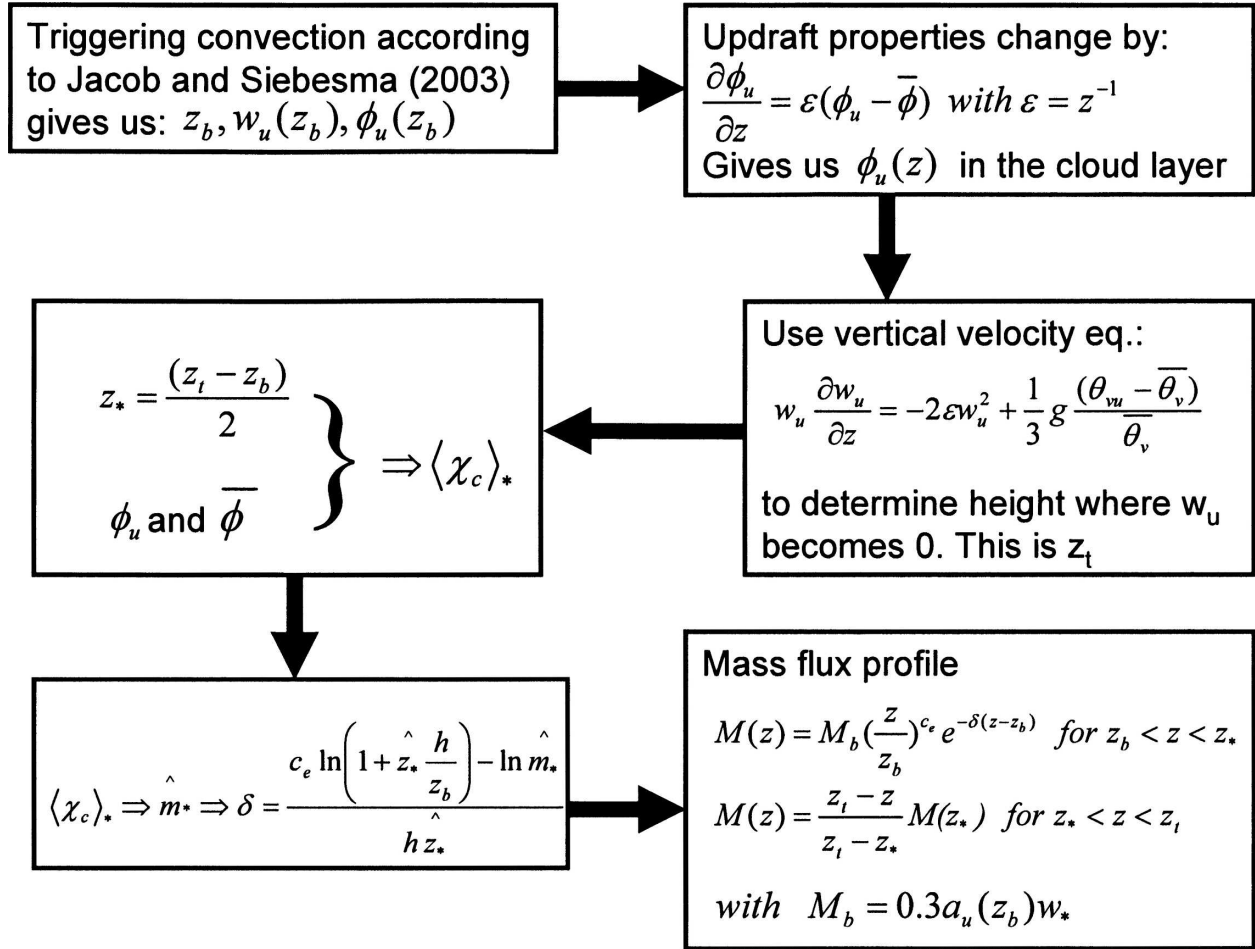 Triggering convection according
to Jacob and Siebesma (2003)
gives us: z_b, w_u(z_b), ϕ_u(z_b)
Updraft properties change by:
∂ϕ_u/∂z = ε(ϕ_u − ϕ̅) with ε = z^{-1}
Gives us ϕ_u(z) in the cloud layer
Use vertical velocity eq.:
w_u ∂w_u/∂z = −2εw_u^2 + 1/3 g (θ_{vu} − θ̅_v)/θ̅_v
to determine height where w_u
becomes 0. This is z_t
z_* = (z_t − z_b)/2
} ⇒ ⟨χ_c⟩_*
ϕ_u and ϕ̅
⟨χ_c⟩_* ⇒ m̂_* ⇒ δ = (c_e ln(1 + ẑ_* h/z_b) − ln m̂_*)/(h ẑ_*)
Mass flux profile
M(z) = M_b(z/z_b)^{c_e} e^{−δ(z−z_b)} for z_b < z < z_*
M(z) = (z_t − z)/(z_t − z_*) M(z_*) for z_* < z < z_t
with M_b = 0.3a_u(z_b)w_*